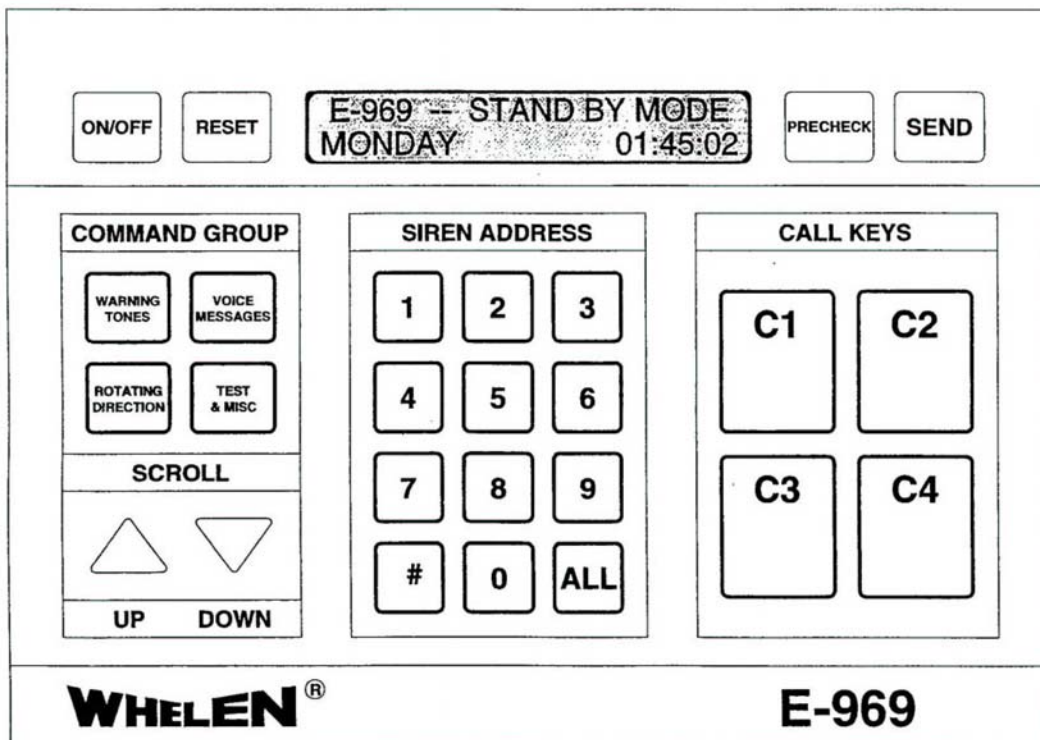 ON/OFF
RESET
E-969 -- STAND BY MODE
MONDAY 01:45:02
PRECHECK
SEND
COMMAND GROUP
WARNING
TONES
VOICE
MESSAGES
ROTATING
DIRECTION
TEST
& MISC
SCROLL
UP DOWN
SIREN ADDRESS
1 2 3
4 5 6
7 8 9
# 0 ALL
CALL KEYS
C1 C2
C3 C4
WHELEN®
E-969